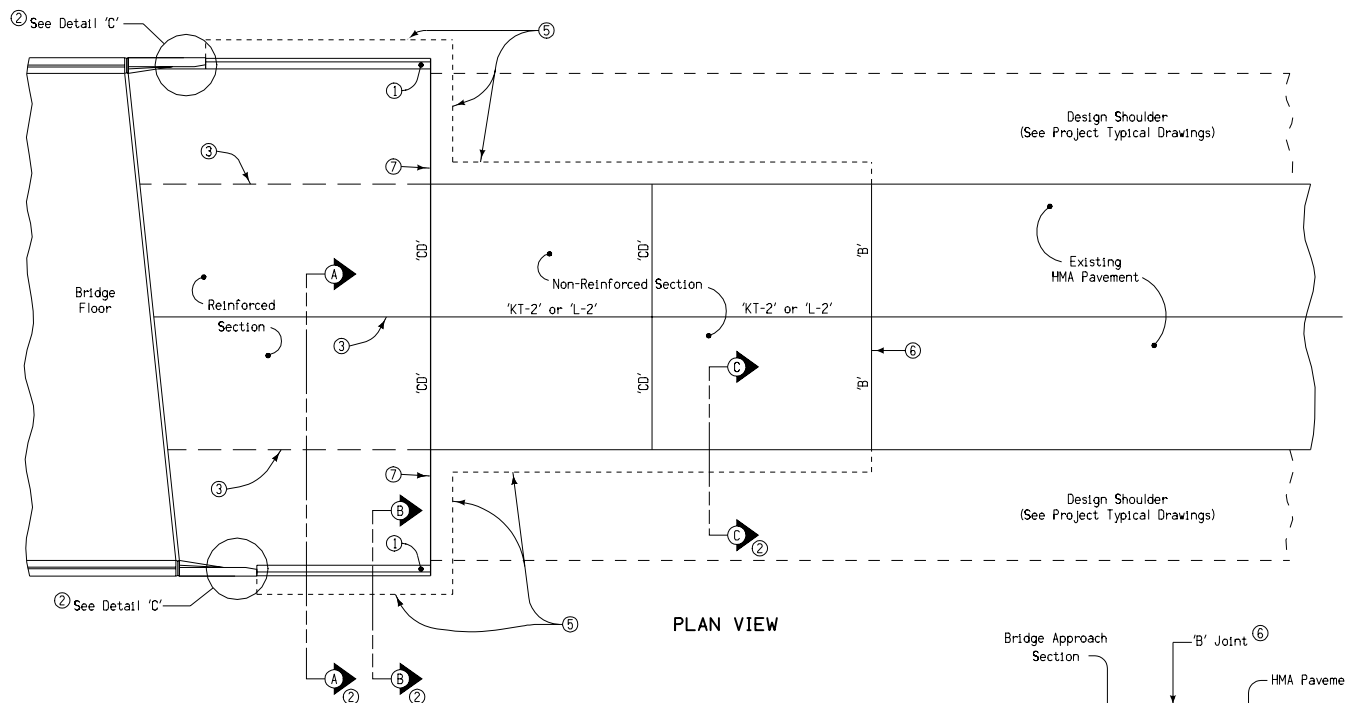 ② See Detail 'C'
⑤
①
Design Shoulder
(See Project Typical Drawings)
③
⑦
'CD'
'CD'
'B'
A
Existing
HMA Pavement
Bridge
Floor
Reinforced
Section
Non-Reinforced Section
'KT-2' or 'L-2'
'KT-2' or 'L-2'
③
⑥
C
'CD'
'CD'
'B'
③
⑦
B
Design Shoulder
(See Project Typical Drawings)
C
②
①
② See Detail 'C'
⑤
PLAN VIEW
Bridge Approach
Section
'B' Joint ⑥
HMA Paveme
A
②
B
②